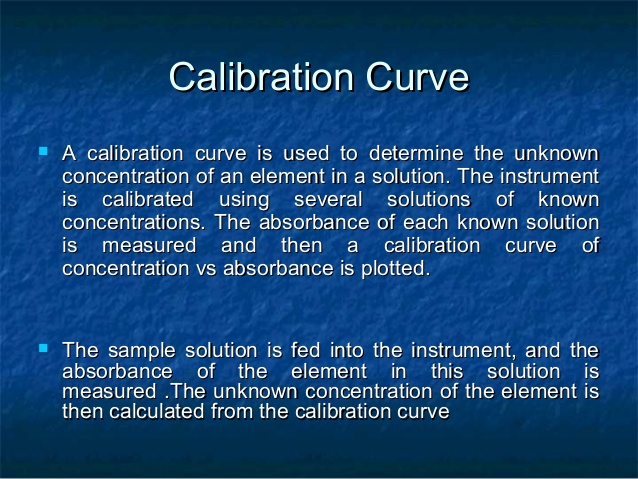 Calibration Curve
A calibration curve is used to determine the unknown
concentration of an element in a solution. The instrument
is calibrated using several solutions of known
concentrations. The absorbance of each known solution
is measured and then a calibration curve of
concentration vs absorbance is plotted.
The sample solution is fed into the instrument, and the
absorbance of the element in this solution is
measured .The unknown concentration of the element is
then calculated from the calibration curve